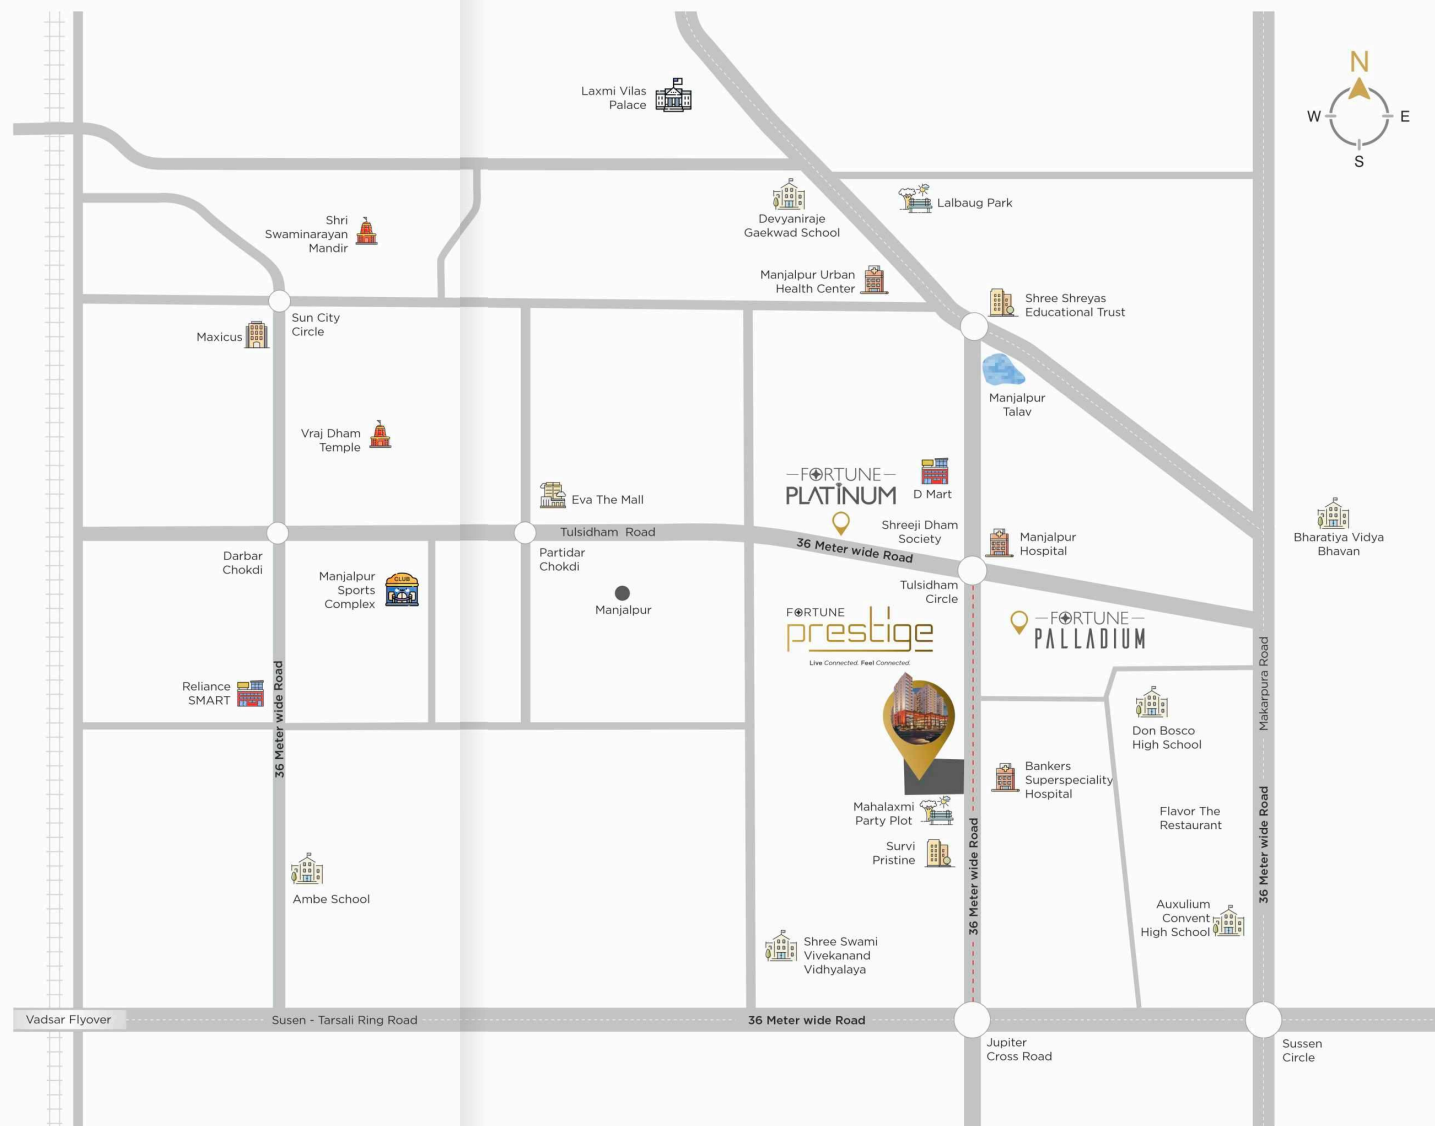 N
W
E
S
Laxmi Vilas
Palace
Devyaniraje
Gaekwad School
Lalbaug Park
Shri
Swaminarayan
Mandir
Manjalpur Urban
Health Center
Shree Shreyas
Educational Trust
Sun City
Circle
Maxicus
Manjalpur
Talav
Vraj Dham
Temple
FORTUNE
PLATINUM
D Mart
Eva The Mall
Tulsidham Road
36 Meter wide Road
Shreeji Dham
Society
Manjalpur
Hospital
Bharatiya Vidya
Bhavan
Darbar
Chokdi
Partidar
Chokdi
Manjalpur
Sports
Complex
CLUB
Manjalpur
Tulsidham
Circle
FORTUNE
prestige
Live Connected. Feel Connected.
FORTUNE
PALLADIUM
Reliance
SMART
36 Meter wide Road
Makarpura Road
Don Bosco
High School
Bankers
Superspeciality
Hospital
Mahalaxmi
Party Plot
Flavor The
Restaurant
Survi
Pristine
36 Meter wide Road
36 Meter wide Road
Ambe School
Auxulium
Convent
High School
Shree Swami
Vivekanand
Vidhyalaya
Vadsar Flyover
Susen - Tarsali Ring Road
36 Meter wide Road
Jupiter
Cross Road
Sussen
Circle